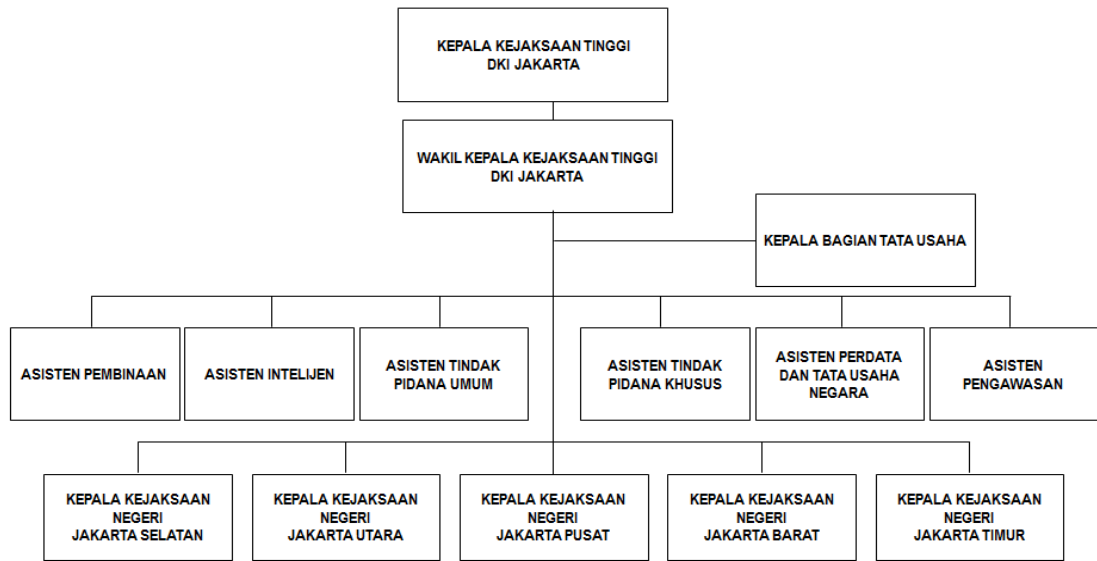 KEPALA KEJAKSAAN TINGGI
DKI JAKARTA
WAKIL KEPALA KEJAKSAAN TINGGI
DKI JAKARTA
KEPALA BAGIAN TATA USAHA
ASISTEN PEMBINAAN
ASISTEN INTELIJEN
ASISTEN TINDAK
PIDANA UMUM
ASISTEN TINDAK
PIDANA KHUSUS
ASISTEN PERDATA
DAN TATA USAHA
NEGARA
ASISTEN
PENGAWASAN
KEPALA KEJAKSAAN
NEGERI
JAKARTA SELATAN
KEPALA KEJAKSAAN
NEGERI
JAKARTA UTARA
KEPALA KEJAKSAAN
NEGERI
JAKARTA PUSAT
KEPALA KEJAKSAAN
NEGERI
JAKARTA BARAT
KEPALA KEJAKSAAN
NEGERI
JAKARTA TIMUR